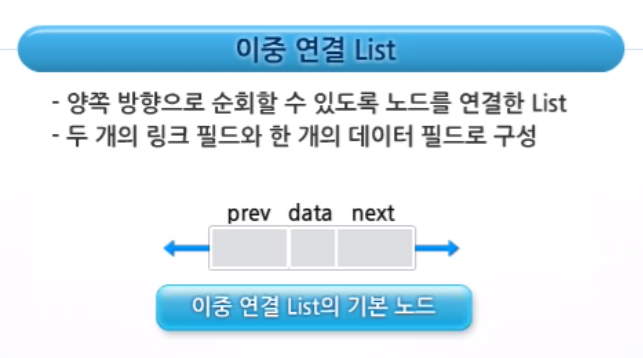 이중 연결 List
- 양쪽 방향으로 순회할 수 있도록 노드를 연결한 List
- 두 개의 링크 필드와 한 개의 데이터 필드로 구성
prev data next
이중 연결 List의 기본 노드